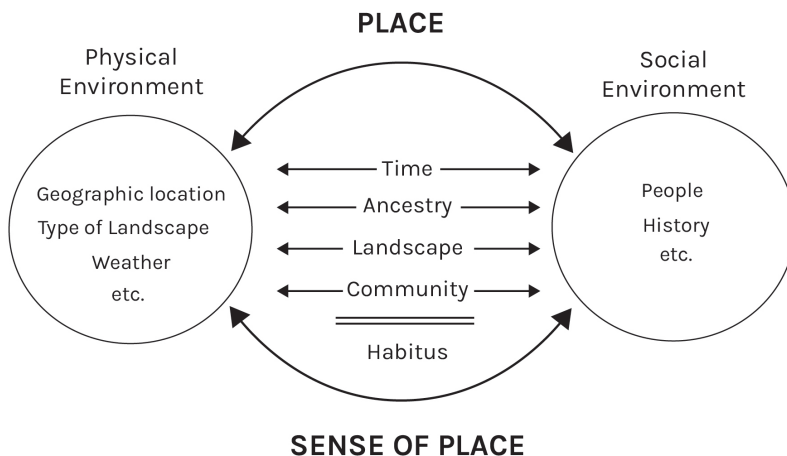 PLACE
Physical
Environment
Social
Environment
Geographic location
Type of Landscape
Weather
etc.
Time
Ancestry
Landscape
Community
Habitus
People
History
etc.
SENSE OF PLACE